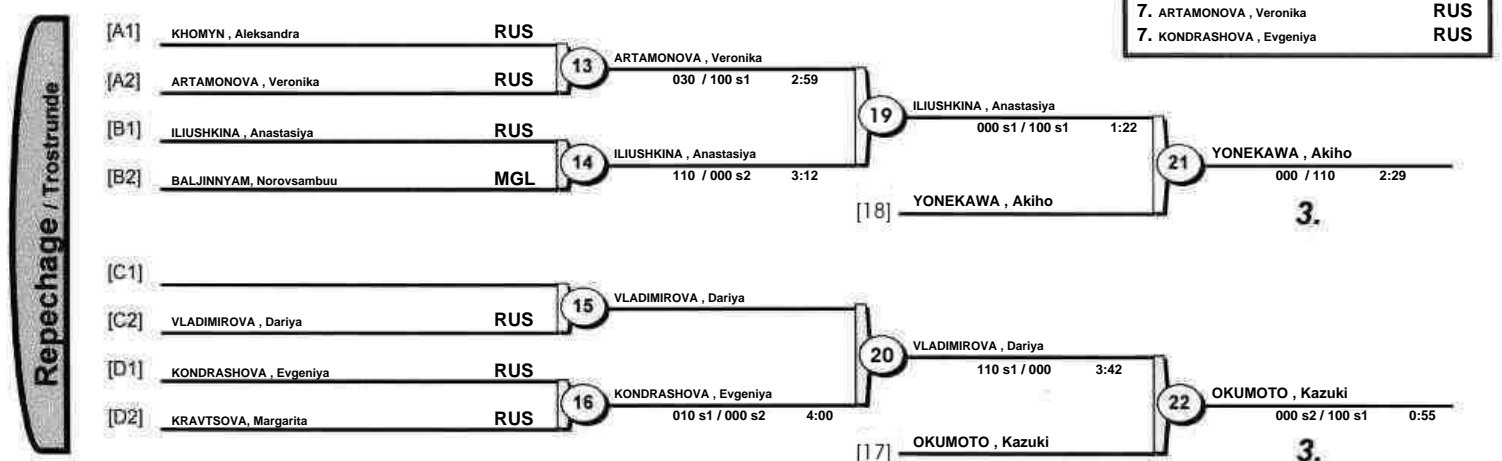 7. ARTAMONOVA , Veronika RUS
7. KONDRASHOVA , Evgeniya RUS
Repechage / Trostrunde
[A1] KHOMYN , Aleksandra RUS
[A2] ARTAMONOVA , Veronika RUS
13
ARTAMONOVA , Veronika
030 / 100 s1 2:59
[B1] ILIUSHKINA , Anastasiya RUS
[B2] BALJINNYAM, Norovsambuu MGL
14
ILIUSHKINA , Anastasiya
110 / 000 s2 3:12
19
ILIUSHKINA , Anastasiya
000 s1 / 100 s1 1:22
[18] YONEKAWA , Akiho
21
YONEKAWA , Akiho
000 / 110 2:29
3.
[C1]
[C2] VLADIMIROVA , Dariya RUS
15
VLADIMIROVA , Dariya
[D1] KONDRASHOVA , Evgeniya RUS
[D2] KRAVTSOVA, Margarita RUS
16
KONDRASHOVA , Evgeniya
010 s1 / 000 s2 4:00
20
VLADIMIROVA , Dariya
110 s1 / 000 3:42
[17] OKUMOTO , Kazuki
22
OKUMOTO , Kazuki
000 s2 / 100 s1 0:55
3.